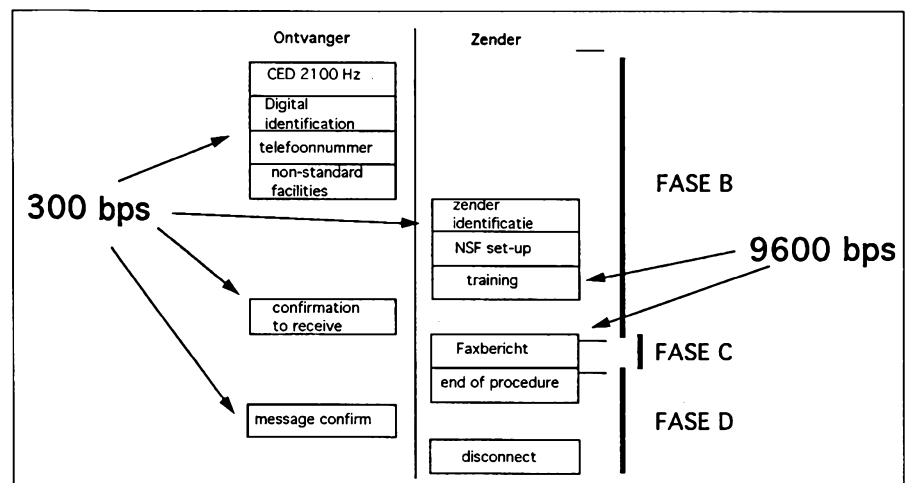 Ontvanger
Zender
CED 2100 Hz
Digital
identification
telefoonnummer
non-standard
facilities
300 bps
FASE B
zender
identificatie
NSF set-up
training
9600 bps
confirmation
to receive
Faxbericht
FASE C
end of procedure
message confirm
FASE D
disconnect